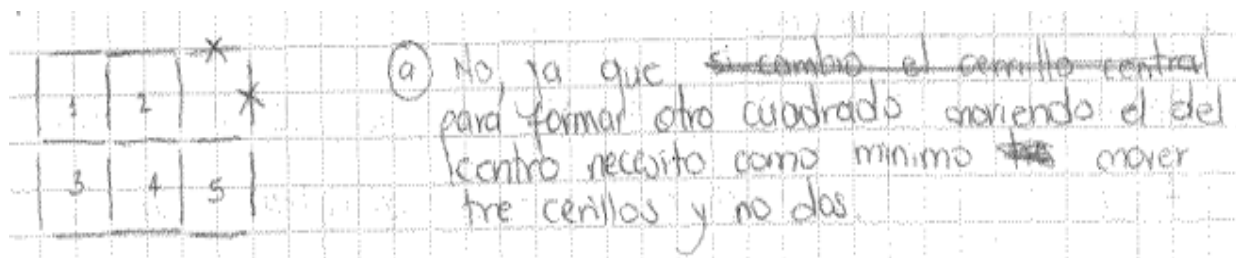 1 2
3 4 5
a No, ya que si cambio el cerrillo central
para formar otro cuadrado moviendo el del
centro necesito como minimo mover
tre cerillos y no dos